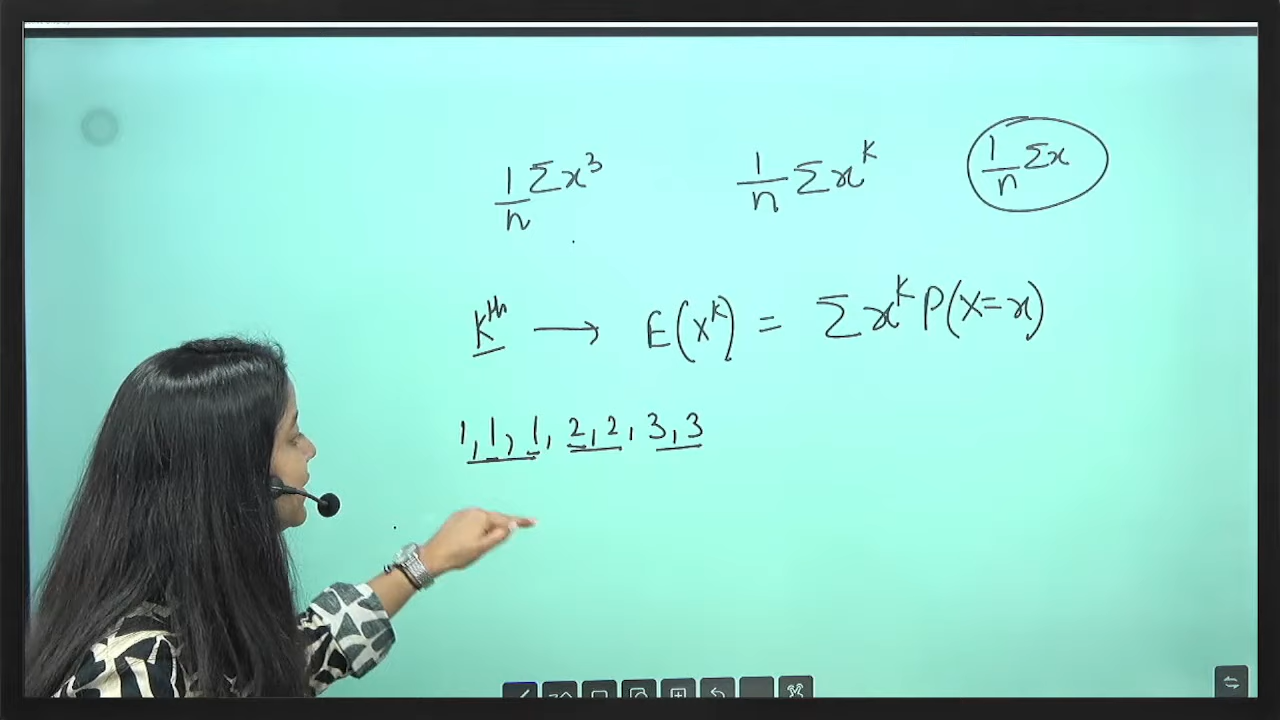 1/n Σx³ 1/n Σx^k 1/n Σx
k^th → E(x^k) = Σx^k P(X=x)
1, 1, 1, 2, 2, 3, 3